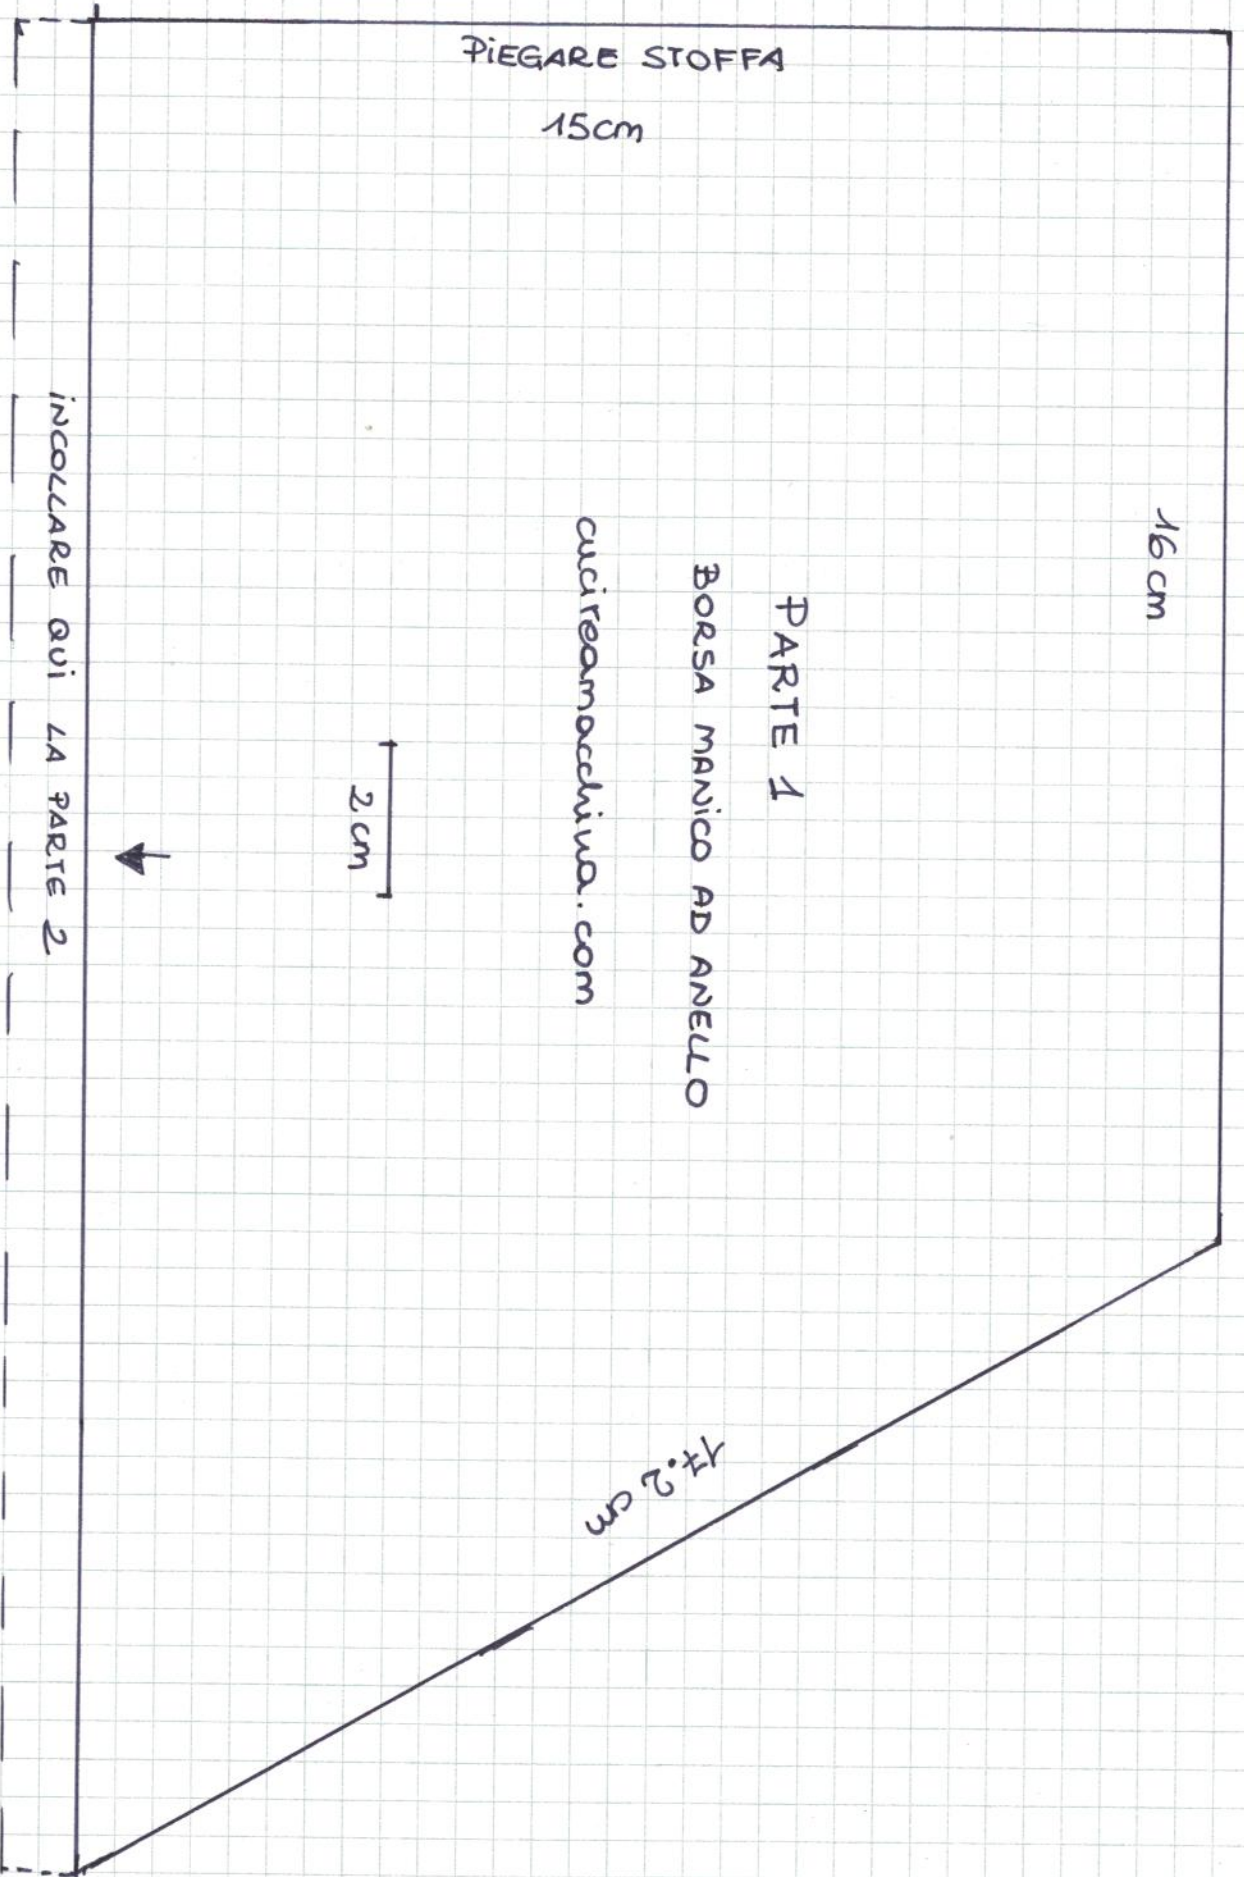 PiEGARE STOFFA
15cm
16 cm
PARTE 1
BORSA MANiCO AD ANELLO
cucireamacchina.com
2 cm
iNCOLLARE QUi LA PARTE 2
17.2 cm